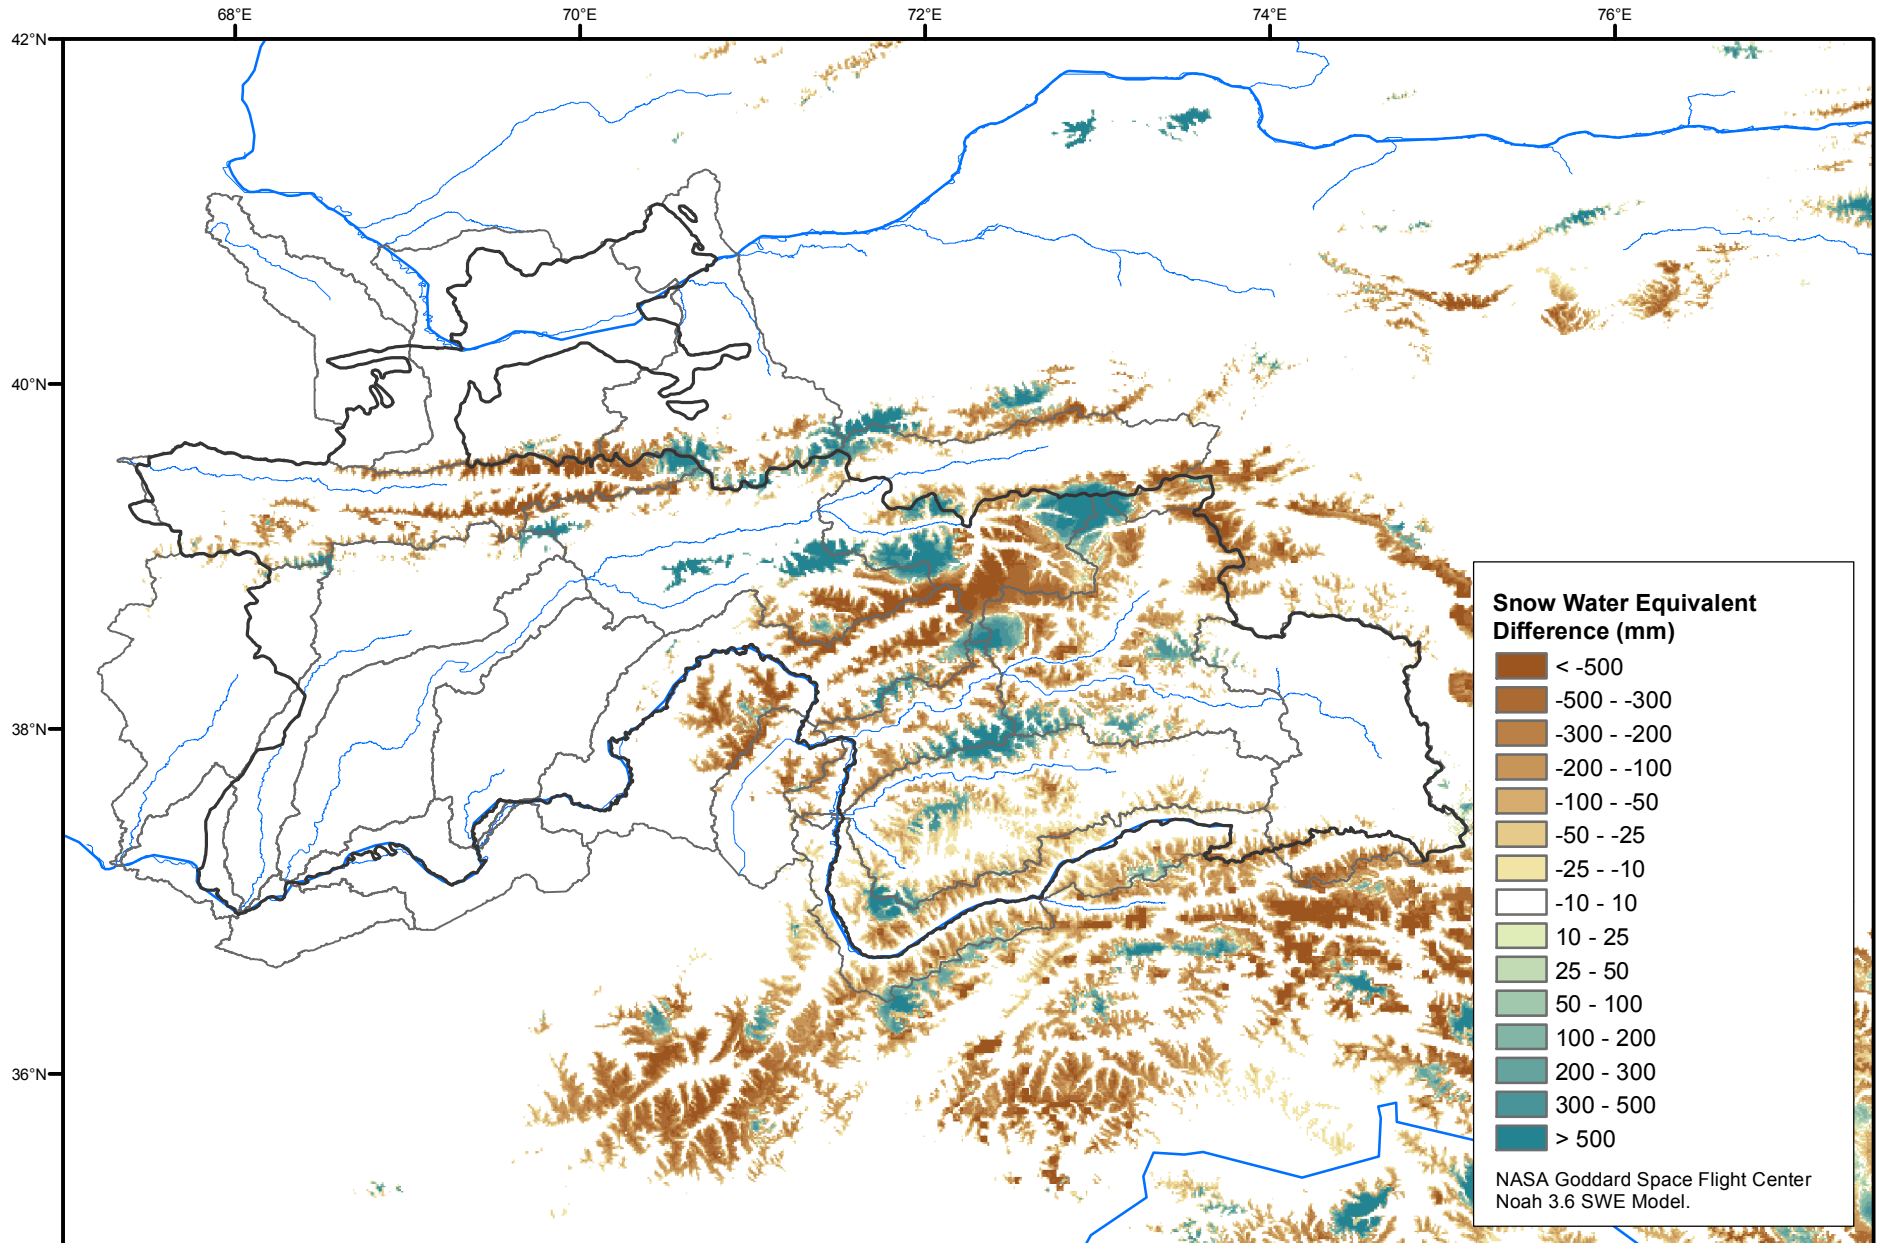 68°E
70°E
72°E
74°E
76°E
42°N
40°N
38°N
36°N
Snow Water Equivalent
Difference (mm)
< -500
-500 - -300
-300 - -200
-200 - -100
-100 - -50
-50 - -25
-25 - -10
-10 - 10
10 - 25
25 - 50
50 - 100
100 - 200
200 - 300
300 - 500
> 500
NASA Goddard Space Flight Center
Noah 3.6 SWE Model.